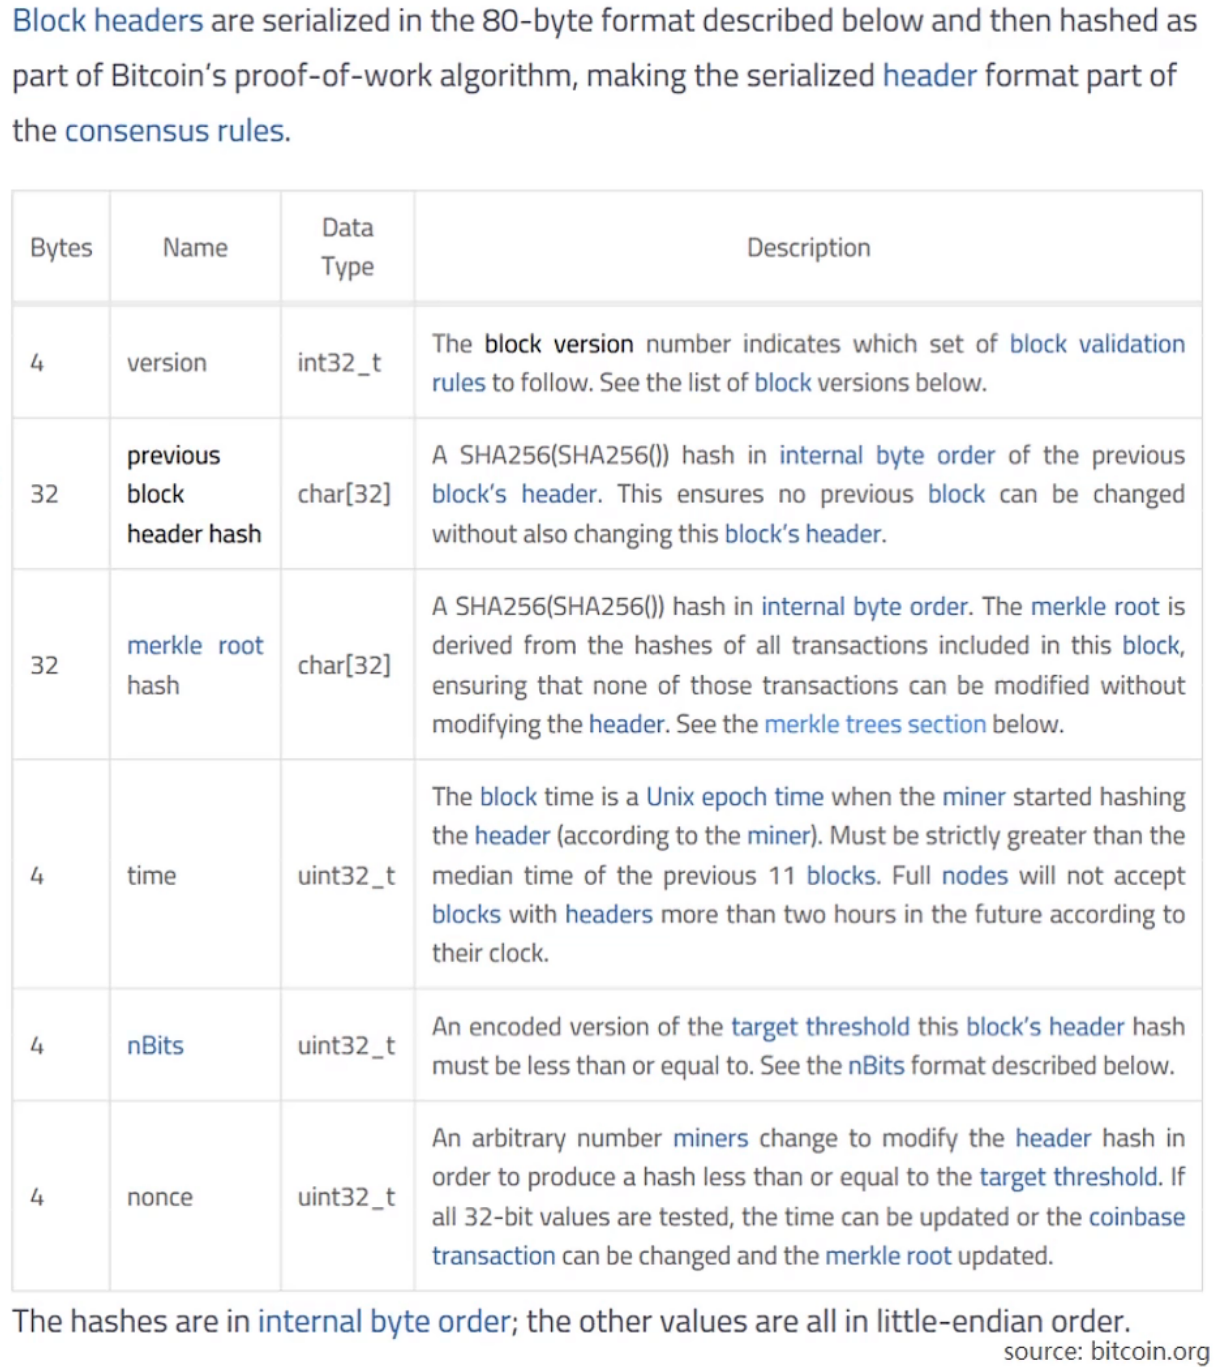 Block headers are serialized in the 80-byte format described below and then hashed as
part of Bitcoin's proof-of-work algorithm, making the serialized header format part of
the consensus rules.
Bytes
Name
Data
Type
Description
4
version
int32_t
The block version number indicates which set of block validation
rules to follow. See the list of block versions below.
32
previous
block
header hash
char[32]
A SHA256(SHA256()) hash in internal byte order of the previous
block's header. This ensures no previous block can be changed
without also changing this block's header.
32
merkle root
hash
char[32]
A SHA256(SHA256()) hash in internal byte order. The merkle root is
derived from the hashes of all transactions included in this block,
ensuring that none of those transactions can be modified without
modifying the header. See the merkle trees section below.
4
time
uint32_t
The block time is a Unix epoch time when the miner started hashing
the header (according to the miner). Must be strictly greater than the
median time of the previous 11 blocks. Full nodes will not accept
blocks with headers more than two hours in the future according to
their clock.
4
nBits
uint32_t
An encoded version of the target threshold this block's header hash
must be less than or equal to. See the nBits format described below.
4
nonce
uint32_t
An arbitrary number miners change to modify the header hash in
order to produce a hash less than or equal to the target threshold. If
all 32-bit values are tested, the time can be updated or the coinbase
transaction can be changed and the merkle root updated.
The hashes are in internal byte order; the other values are all in little-endian order.
source: bitcoin.org